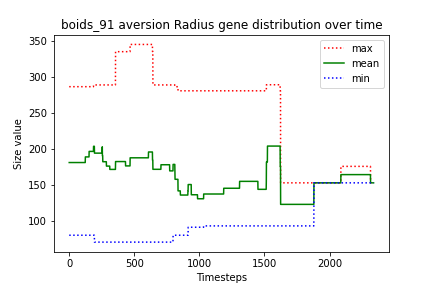 boids_91 aversion Radius gene distribution over time
350
300
250
200
150
100
Size value
max
mean
min
0
500
1000
1500
2000
Timesteps